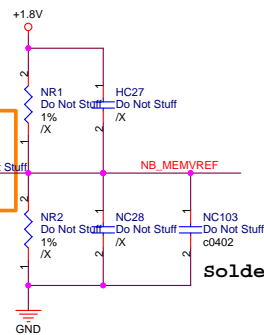 +1.8V
2
NR1
Do Not Stuff
1%
/X
1
1
HC27
Do Not Stuff
/X
2
Stuff
NB_MEMVREF
2
NR2
Do Not Stuff
1%
/X
1
1
NC28
Do Not Stuff
/X
2
1
NC103
Do Not Stuff
c0402
2
Solde
GND